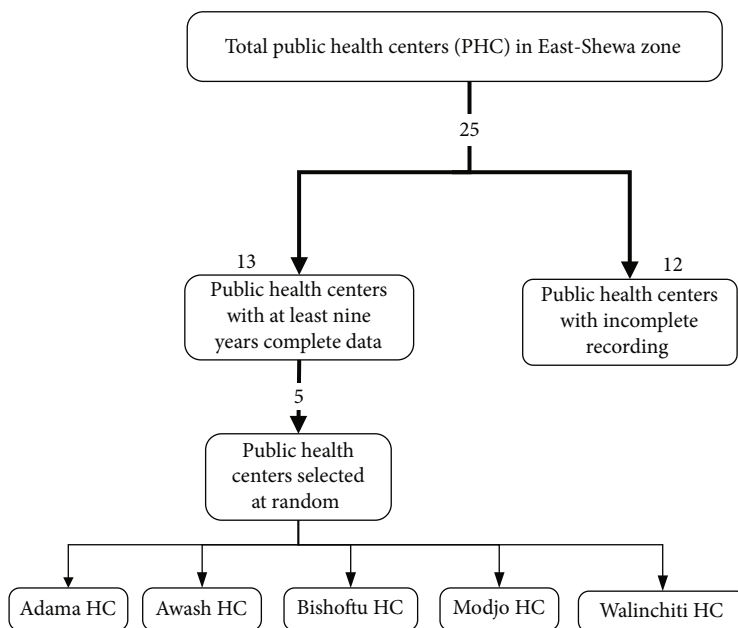 Total public health centers (PHC) in East-Shewa zone
25
13
Public health centers
with at least nine
years complete data
12
Public health centers
with incomplete
recording
5
Public health
centers selected
at random
Adama HC
Awash HC
Bishoftu HC
Modjo HC
Walinchiti HC